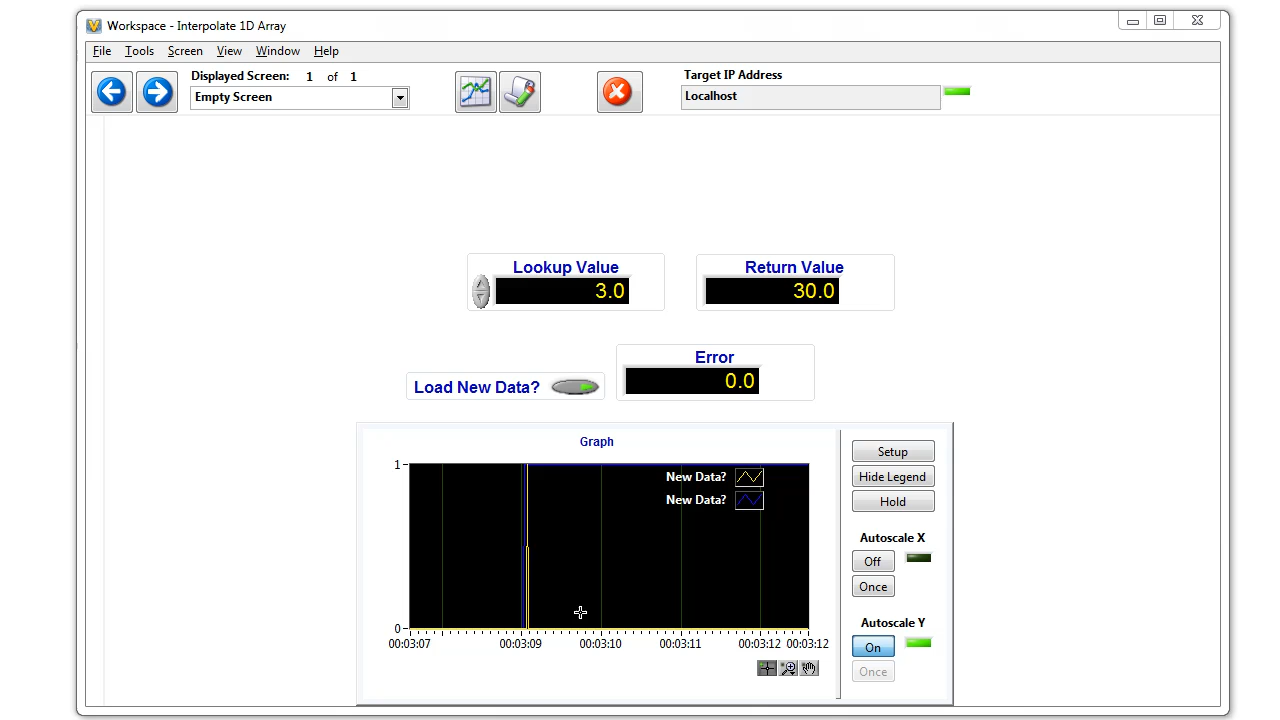 Workspace - Interpolate 1D Array
File Tools Screen View Window Help
Displayed Screen: 1 of 1
Empty Screen
Target IP Address
Localhost
Lookup Value
3.0
Return Value
30.0
Load New Data?
Error
0.0
Graph
1
0
New Data?
New Data?
00:03:07 00:03:09 00:03:10 00:03:11 00:03:12 00:03:12
Setup
Hide Legend
Hold
Autoscale X
Off
Once
Autoscale Y
On
Once